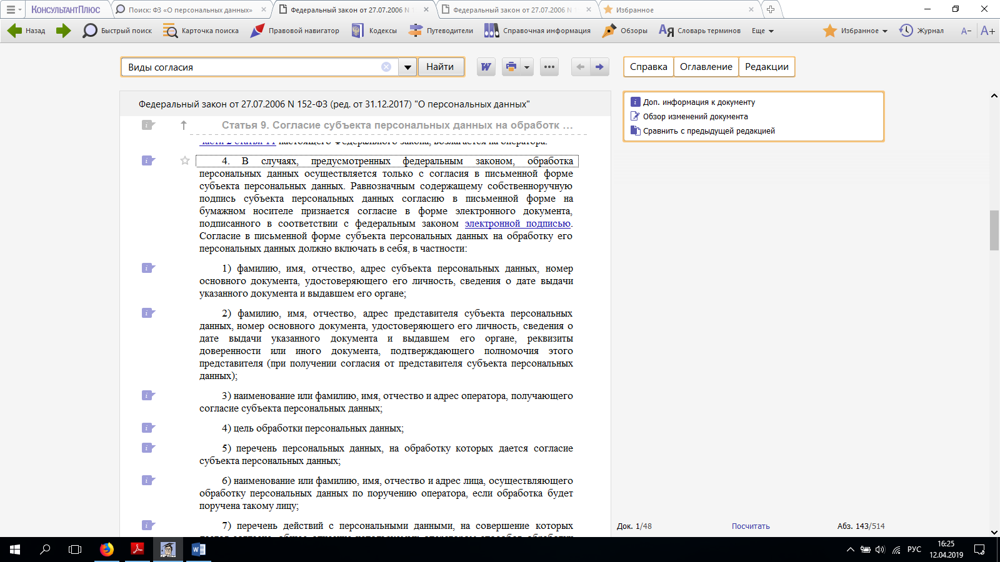 КонсультантПлюс
Поиск: ФЗ «О персональных данных»
Федеральный закон от 27.07.2006 N 1
Федеральный закон от 27.07.2006 N
Избранное
Назад
Быстрый поиск
Карточка поиска
Правовой навигатор
Кодексы
Путеводители
Справочная информация
Обзоры
Словарь терминов
Еще
Избранное
Журнал
A−
A+
Виды согласия
Найти
Справка
Оглавление
Редакции
Федеральный закон от 27.07.2006 N 152-ФЗ (ред. от 31.12.2017) "О персональных данных"
Доп. информация к документу
Обзор изменений документа
Сравнить с предыдущей редакцией
Статья 9. Согласие субъекта персональных данных на обработк ...
части 2 статьи 11 настоящего Федерального закона, возлагается на оператора.
4. В случаях, предусмотренных федеральным законом, обработка
персональных данных осуществляется только с согласия в письменной форме
субъекта персональных данных. Равнозначным содержащему собственноручную
подпись субъекта персональных данных согласию в письменной форме на
бумажном носителе признается согласие в форме электронного документа,
подписанного в соответствии с федеральным законом электронной подписью.
Согласие в письменной форме субъекта персональных данных на обработку его
персональных данных должно включать в себя, в частности:
1) фамилию, имя, отчество, адрес субъекта персональных данных, номер
основного документа, удостоверяющего его личность, сведения о дате выдачи
указанного документа и выдавшем его органе;
2) фамилию, имя, отчество, адрес представителя субъекта персональных
данных, номер основного документа, удостоверяющего его личность, сведения о
дате выдачи указанного документа и выдавшем его органе, реквизиты
доверенности или иного документа, подтверждающего полномочия этого
представителя (при получении согласия от представителя субъекта персональных
данных);
3) наименование или фамилию, имя, отчество и адрес оператора, получающего
согласие субъекта персональных данных;
4) цель обработки персональных данных;
5) перечень персональных данных, на обработку которых дается согласие
субъекта персональных данных;
6) наименование или фамилию, имя, отчество и адрес лица, осуществляющего
обработку персональных данных по поручению оператора, если обработка будет
поручена такому лицу;
7) перечень действий с персональными данными, на совершение которых
Док. 1/48
Посчитать
Абз. 143/514
РУС
16:25
12.04.2019